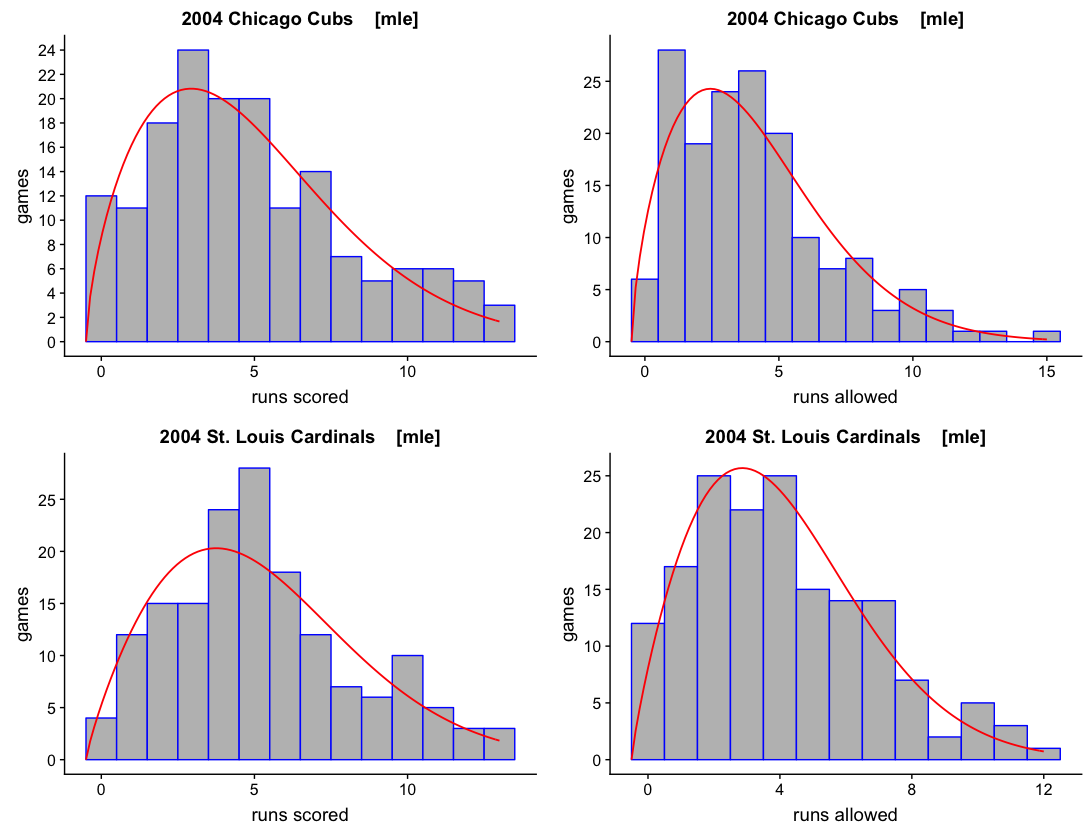 2004 Chicago Cubs [mle]
games
24
22
20
18
16
14
12
10
8
6
4
2
0
0 5 10
runs scored
2004 Chicago Cubs [mle]
games
25
20
15
10
5
0
0 5 10 15
runs allowed
2004 St. Louis Cardinals [mle]
games
25
20
15
10
5
0
0 5 10
runs scored
2004 St. Louis Cardinals [mle]
games
25
20
15
10
5
0
0 4 8 12
runs allowed